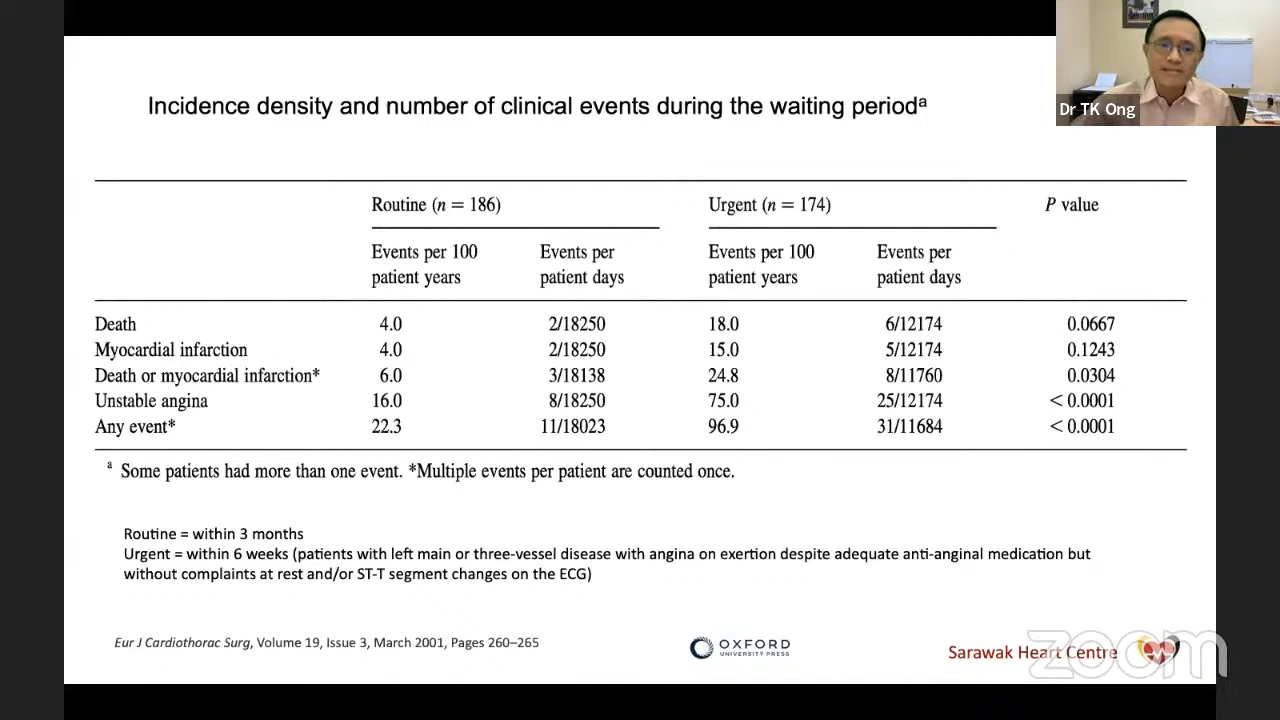 Dr TK Ong
Incidence density and number of clinical events during the waiting periodᵃ
Routine (n = 186) Urgent (n = 174) P value
Events per 100 Events per Events per 100 Events per
patient years patient days patient years patient days
Death 4.0 2/18250 18.0 6/12174 0.0667
Myocardial infarction 4.0 2/18250 15.0 5/12174 0.1243
Death or myocardial infarction* 6.0 3/18138 24.8 8/11760 0.0304
Unstable angina 16.0 8/18250 75.0 25/12174 < 0.0001
Any event* 22.3 11/18023 96.9 31/11684 < 0.0001
ᵃ Some patients had more than one event. *Multiple events per patient are counted once.
Routine = within 3 months
Urgent = within 6 weeks (patients with left main or three-vessel disease with angina on exertion despite adequate anti-anginal medication but
without complaints at rest and/or ST-T segment changes on the ECG)
Eur J Cardiothorac Surg, Volume 19, Issue 3, March 2001, Pages 260–265
OXFORD
UNIVERSITY PRESS
Sarawak Heart Centre
zoom